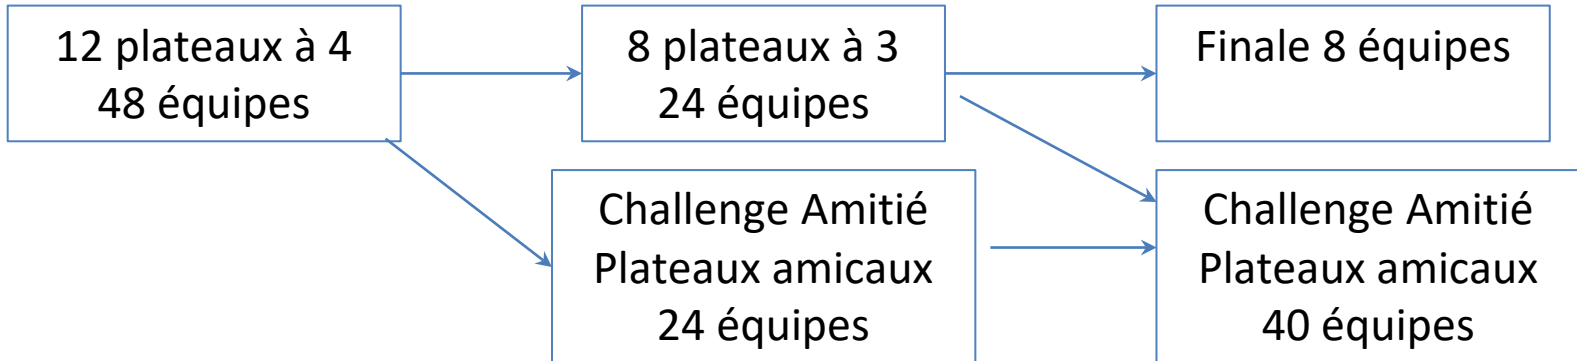 12 plateaux à 4
48 équipes
8 plateaux à 3
24 équipes
Finale 8 équipes
Challenge Amitié
Plateaux amicaux
24 équipes
Challenge Amitié
Plateaux amicaux
40 équipes